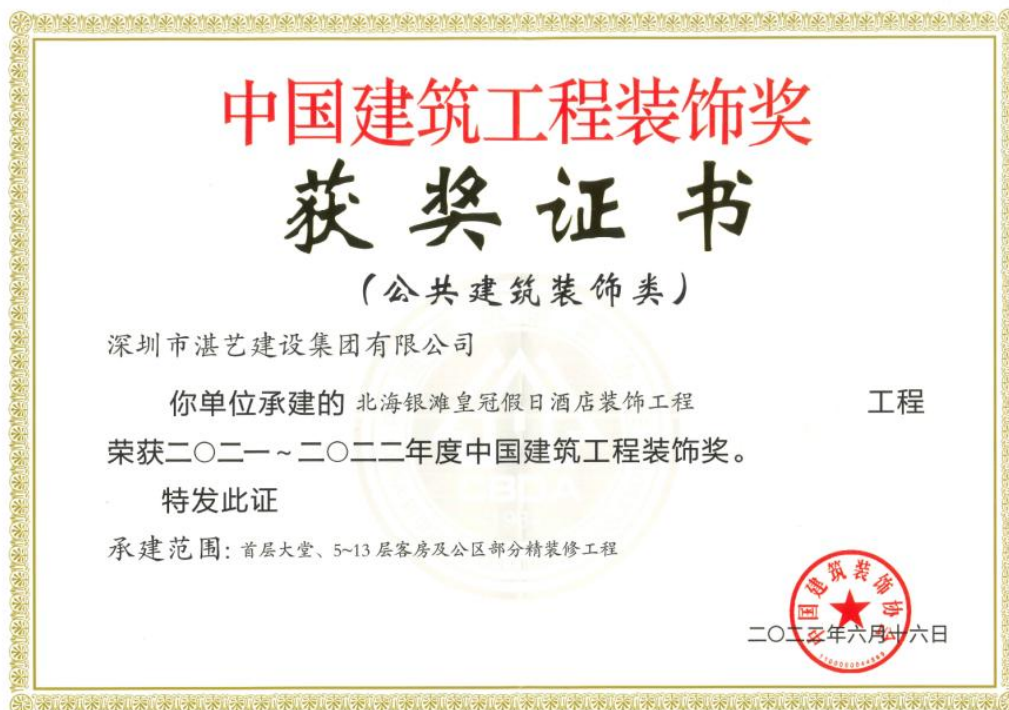 中国建筑工程装饰奖
获奖证书
(公共建筑装饰类)
深圳市湛艺建设集团有限公司
你单位承建的 北海银滩皇冠假日酒店装饰工程 工程
荣获二〇二一~二〇二二年度中国建筑工程装饰奖。
特发此证
CBDA
承建范围: 首层大堂、5~13层客房及公区部分精装修工程
中国建筑装饰协会
二〇二三年六月十六日